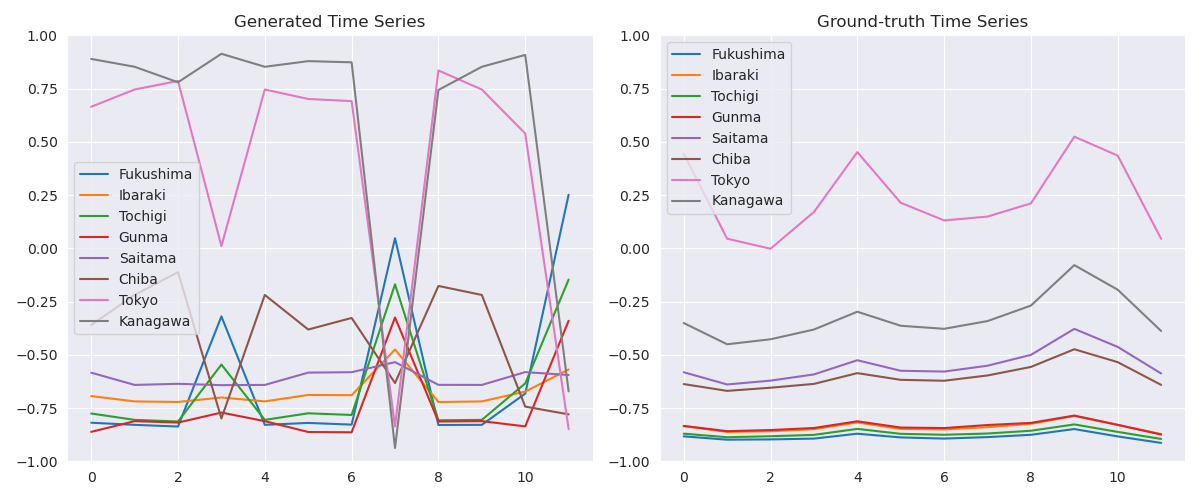 Generated Time Series
1.00
0.75
0.50
0.25
0.00
−0.25
−0.50
−0.75
−1.00
0 2 4 6 8 10
Fukushima
Ibaraki
Tochigi
Gunma
Saitama
Chiba
Tokyo
Kanagawa
Ground-truth Time Series
1.00
0.75
0.50
0.25
0.00
−0.25
−0.50
−0.75
−1.00
0 2 4 6 8 10
Fukushima
Ibaraki
Tochigi
Gunma
Saitama
Chiba
Tokyo
Kanagawa